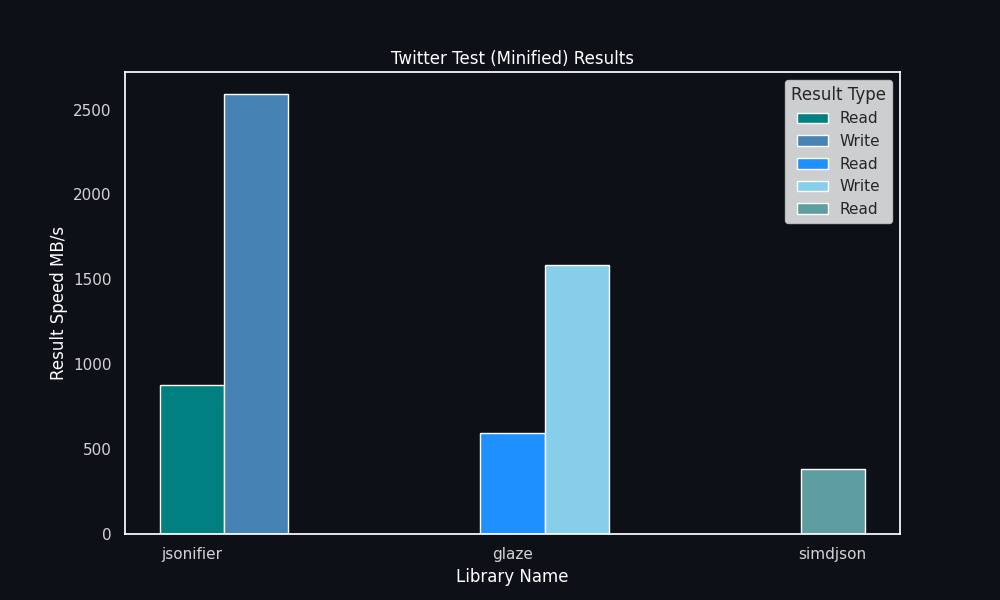 Twitter Test (Minified) Results
Result Type
Read
Write
Read
Write
Read
Result Speed MB/s
2500
2000
1500
1000
500
0
jsonifier
glaze
simdjson
Library Name